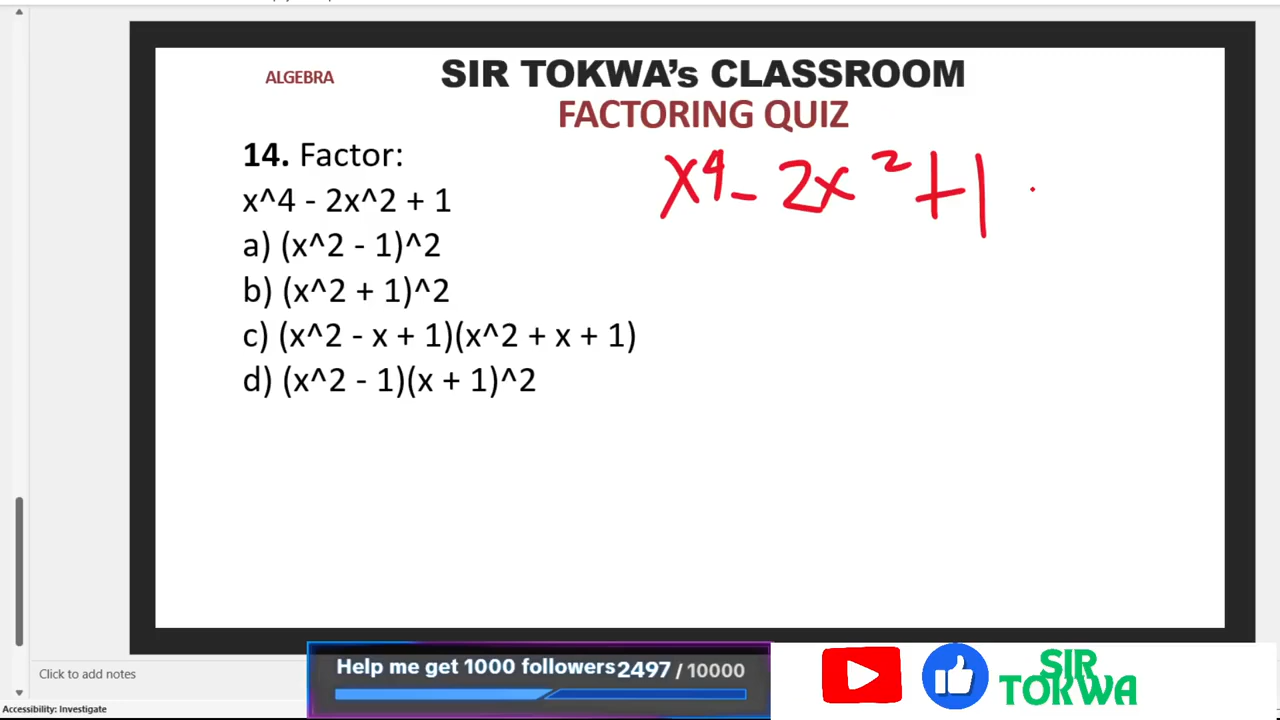 ALGEBRA
SIR TOKWA's CLASSROOM
FACTORING QUIZ
14. Factor:
x^4 - 2x^2 + 1
a) (x^2 - 1)^2
b) (x^2 + 1)^2
c) (x^2 - x + 1)(x^2 + x + 1)
d) (x^2 - 1)(x + 1)^2
x⁴ - 2x² + 1
Click to add notes
Help me get 1000 followers 2497 / 10000
SIR
TOKWA
Accessibility: Investigate